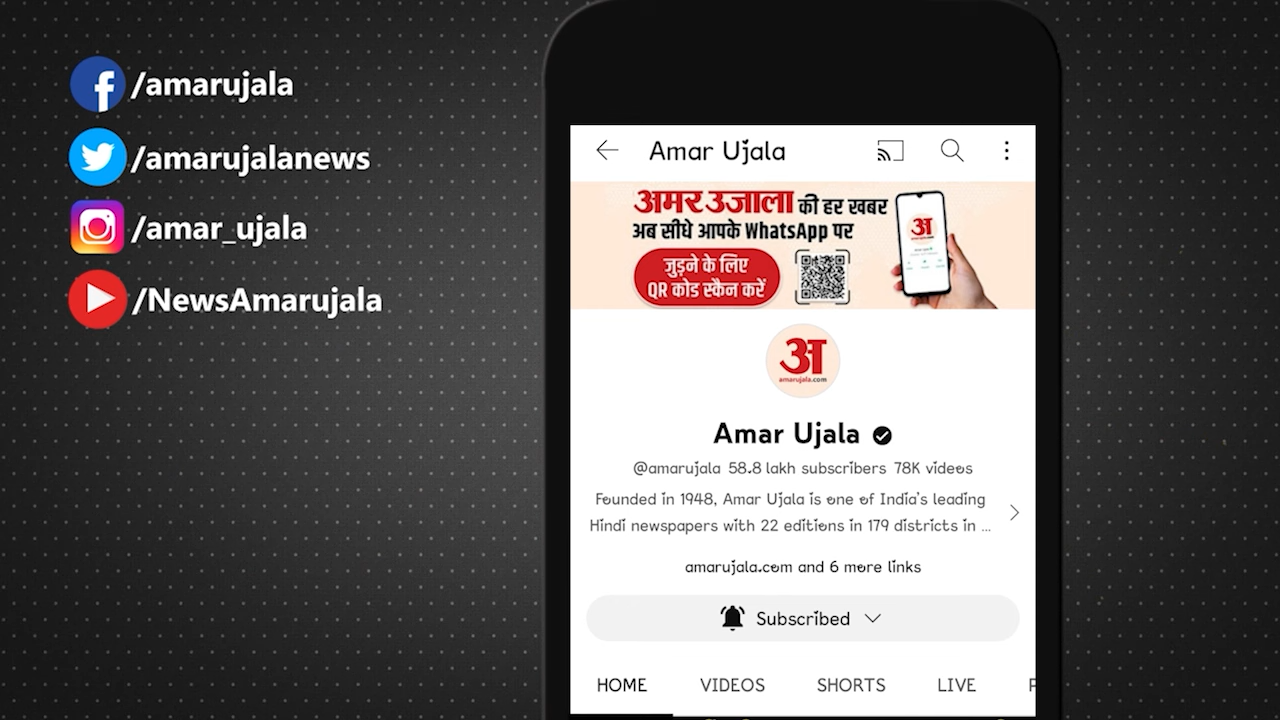 /amarujala
/amarujalanews
/amar_ujala
/NewsAmarujala
Amar Ujala
अमर उजाला की हर खबर
अब सीधे आपके WhatsApp पर
जुड़ने के लिए
QR कोड स्कैन करें
अ
अ
amarujala.com
Amar Ujala
@amarujala 58.8 lakh subscribers 78K videos
Founded in 1948, Amar Ujala is one of India's leading
Hindi newspapers with 22 editions in 179 districts in ...
amarujala.com and 6 more links
Subscribed
HOME VIDEOS SHORTS LIVE